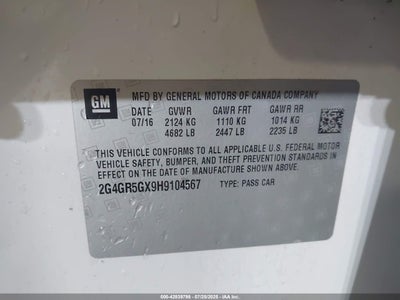 GM
MFD BY GENERAL MOTORS OF CANADA COMPANY
DATE GVWR GAWR FRT GAWR RR
07/16 2124 KG 1110 KG 1014 KG
4682 LB 2447 LB 2235 LB
THIS VEHICLE CONFORMS TO ALL APPLICABLE U.S. FEDERAL MOTOR
VEHICLE SAFETY, BUMPER, AND THEFT PREVENTION STANDARDS IN
EFFECT ON THE DATE OF MANUFACTURE SHOWN ABOVE.
2G4GR5GX9H9104567 TYPE: PASS CAR